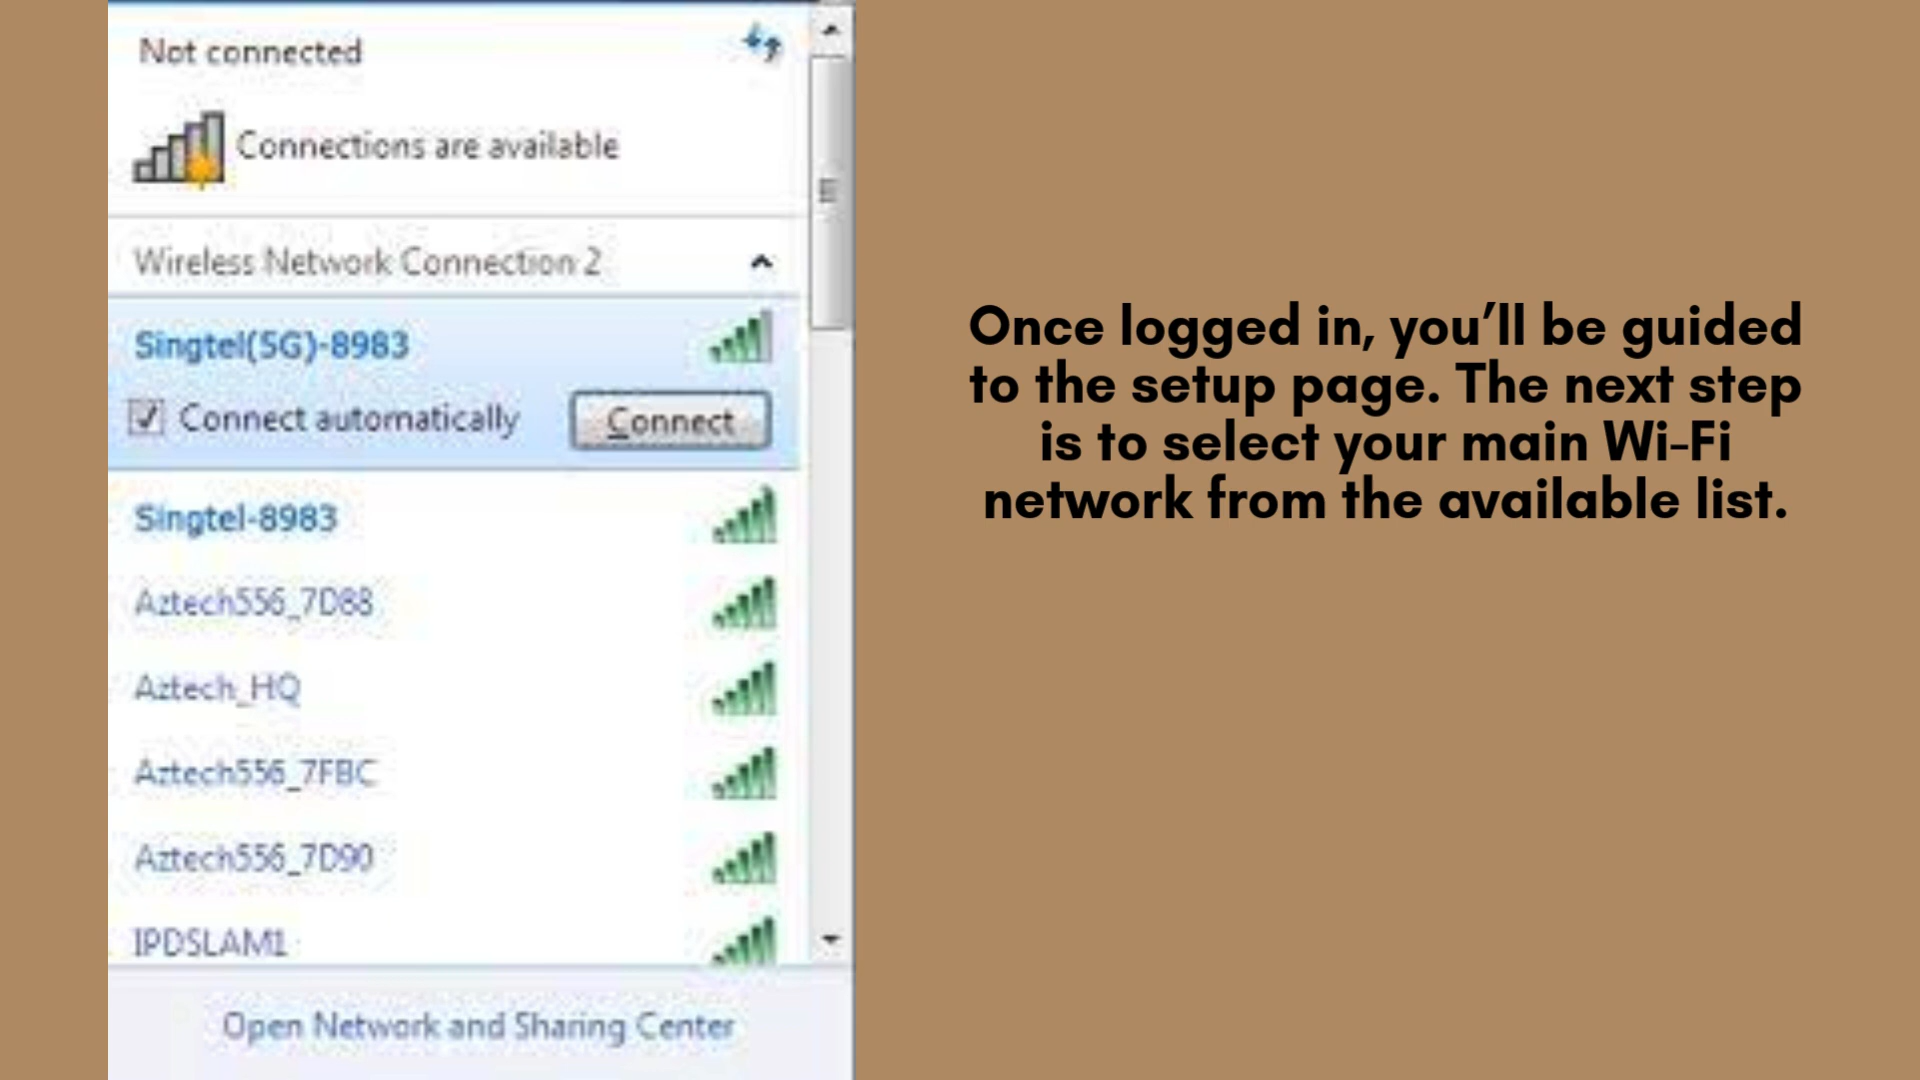 Not connected
Connections are available
Wireless Network Connection 2
Singtel(5G)-8983
Connect automatically
Connect
Singtel-8983
Aztech556_7D88
Aztech_HQ
Aztech556_7FBC
Aztech556_7D90
IPDSLAM1
Open Network and Sharing Center
Once logged in, you’ll be guided
to the setup page. The next step
is to select your main Wi-Fi
network from the available list.